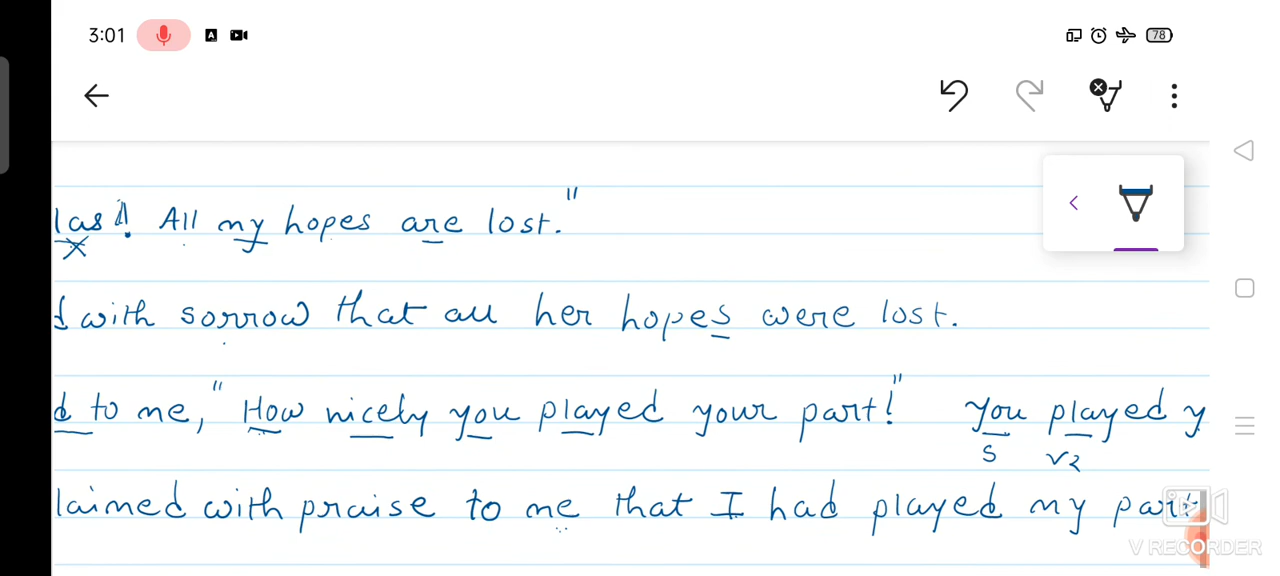 3:01 A 78
las! All my hopes are lost."
d with sorrow that all her hopes were lost.
d to me, "How nicely you played your part!" You played y
S V2
laimed with praise to me that I had played my part
V RECORDER